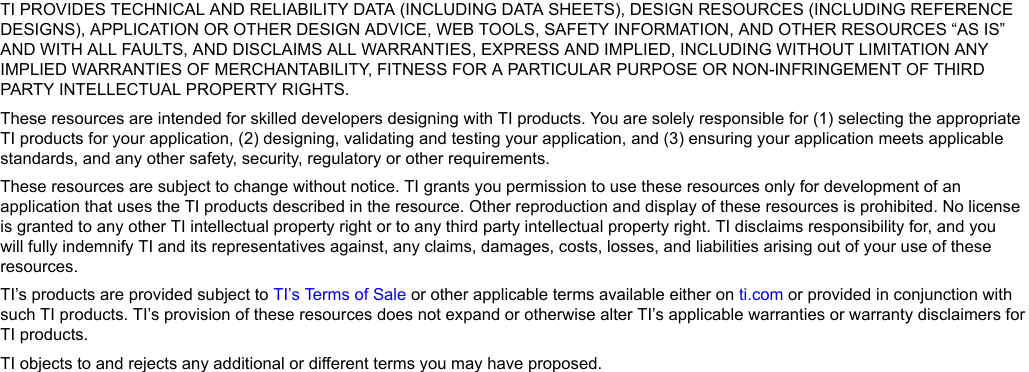 TI PROVIDES TECHNICAL AND RELIABILITY DATA (INCLUDING DATA SHEETS), DESIGN RESOURCES (INCLUDING REFERENCE
DESIGNS), APPLICATION OR OTHER DESIGN ADVICE, WEB TOOLS, SAFETY INFORMATION, AND OTHER RESOURCES “AS IS”
AND WITH ALL FAULTS, AND DISCLAIMS ALL WARRANTIES, EXPRESS AND IMPLIED, INCLUDING WITHOUT LIMITATION ANY
IMPLIED WARRANTIES OF MERCHANTABILITY, FITNESS FOR A PARTICULAR PURPOSE OR NON-INFRINGEMENT OF THIRD
PARTY INTELLECTUAL PROPERTY RIGHTS.
These resources are intended for skilled developers designing with TI products. You are solely responsible for (1) selecting the appropriate
TI products for your application, (2) designing, validating and testing your application, and (3) ensuring your application meets applicable
standards, and any other safety, security, regulatory or other requirements.
These resources are subject to change without notice. TI grants you permission to use these resources only for development of an
application that uses the TI products described in the resource. Other reproduction and display of these resources is prohibited. No license
is granted to any other TI intellectual property right or to any third party intellectual property right. TI disclaims responsibility for, and you
will fully indemnify TI and its representatives against, any claims, damages, costs, losses, and liabilities arising out of your use of these
resources.
TI’s products are provided subject to TI’s Terms of Sale or other applicable terms available either on ti.com or provided in conjunction with
such TI products. TI’s provision of these resources does not expand or otherwise alter TI’s applicable warranties or warranty disclaimers for
TI products.
TI objects to and rejects any additional or different terms you may have proposed.